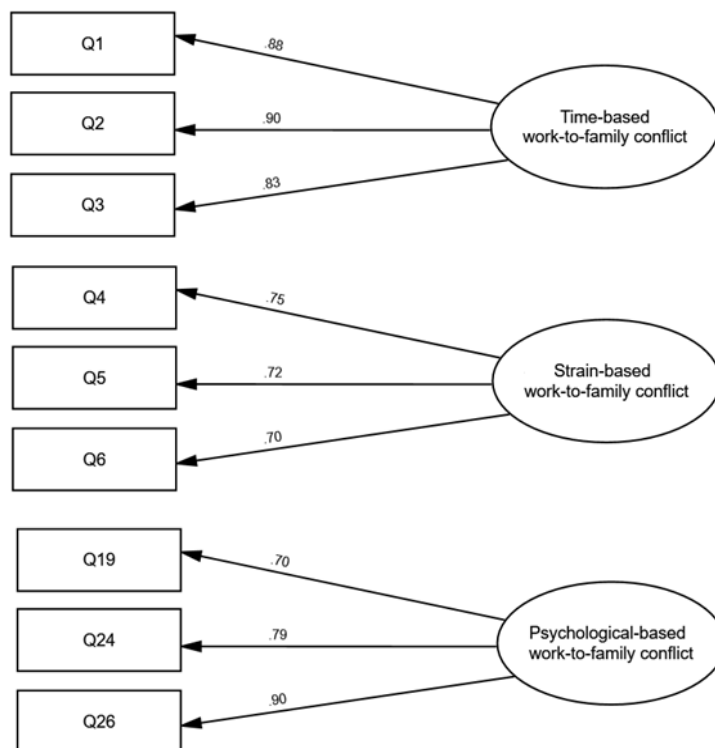 Q1
.88
Q2
.90
Time-based
work-to-family conflict
Q3
.83
Q4
.75
Q5
.72
Strain-based
work-to-family conflict
Q6
.70
Q19
.70
Q24
.79
Psychological-based
work-to-family conflict
Q26
.90